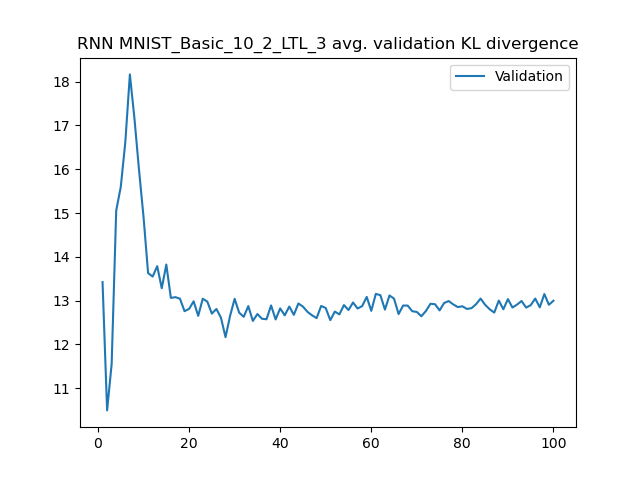 RNN MNIST_Basic_10_2_LTL_3 avg. validation KL divergence
Validation
18
17
16
15
14
13
12
11
0 20 40 60 80 100